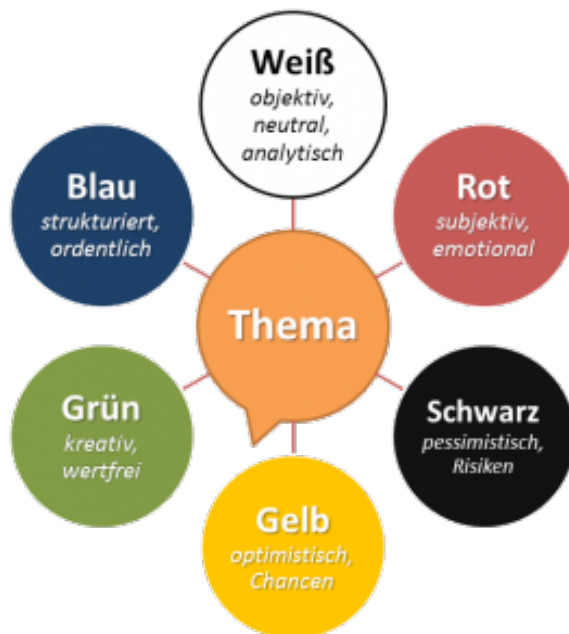 Weiß
objektiv,
neutral,
analytisch
Rot
subjektiv,
emotional
Schwarz
pessimistisch,
Risiken
Gelb
optimistisch,
Chancen
Grün
kreativ,
wertfrei
Blau
strukturiert,
ordentlich
Thema